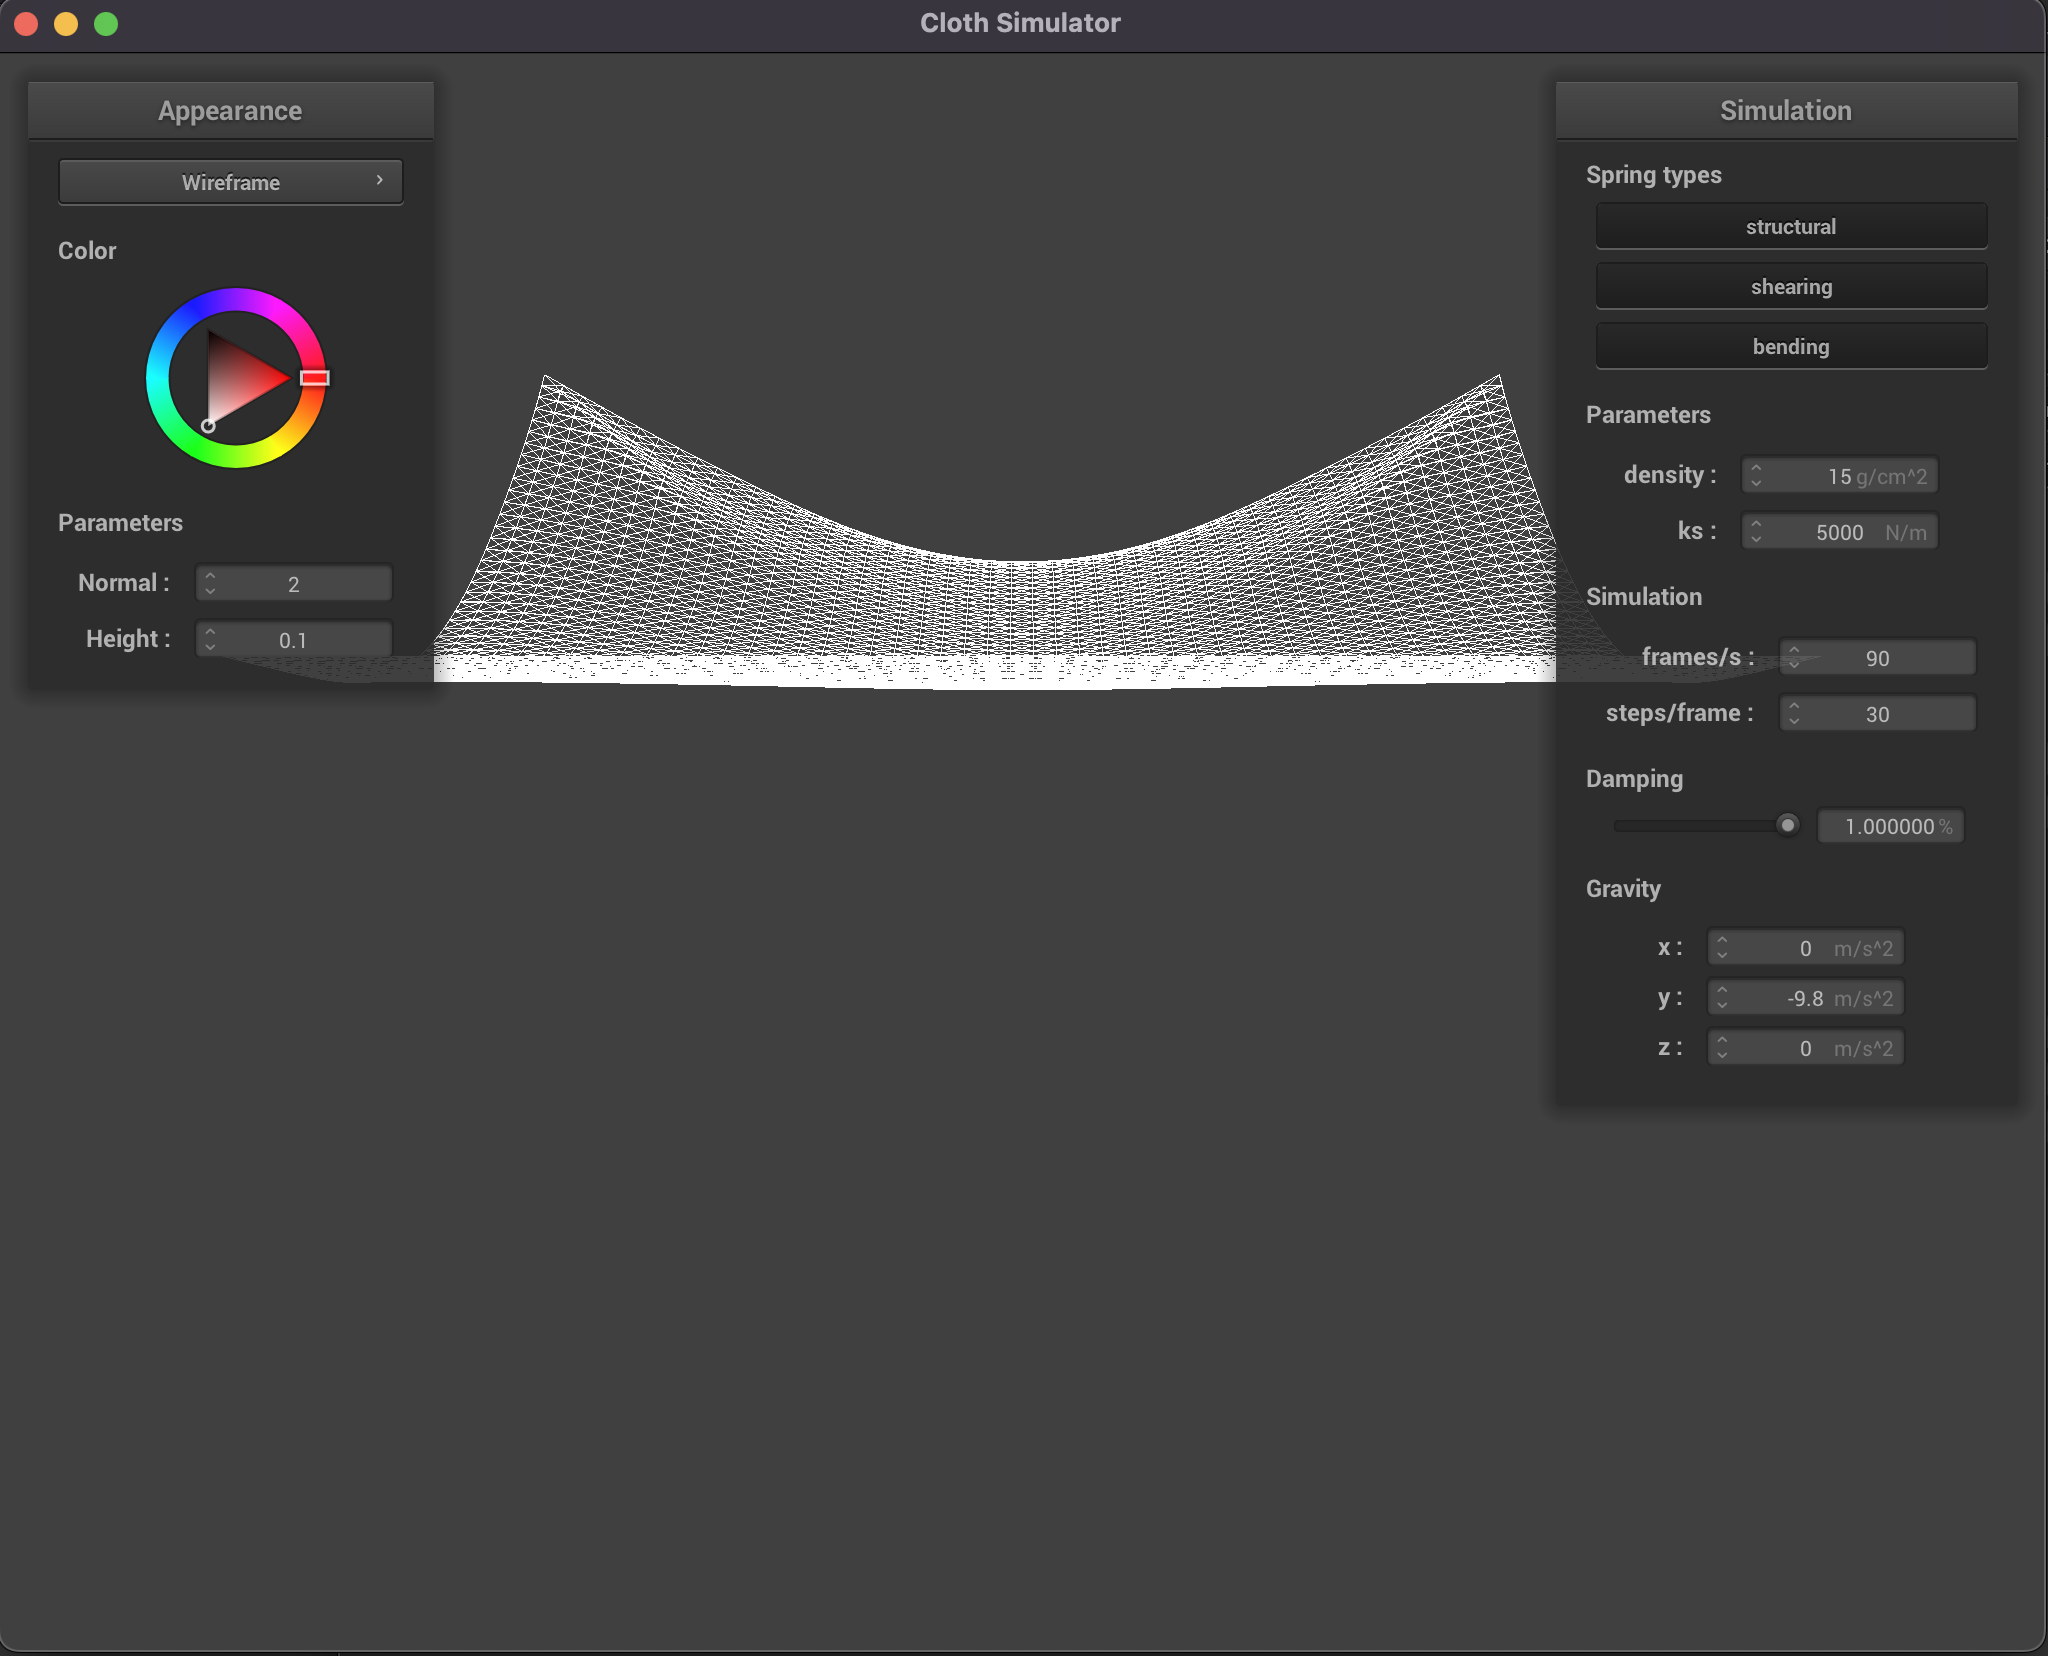 Cloth Simulator
Appearance
Wireframe
Color
Parameters
Normal : 2
Height : 0.1
Simulation
Spring types
structural
shearing
bending
Parameters
density : 15 g/cm^2
ks : 5000 N/m
Simulation
frames/s : 90
steps/frame : 30
Damping
1.000000 %
Gravity
x : 0 m/s^2
y : -9.8 m/s^2
z : 0 m/s^2